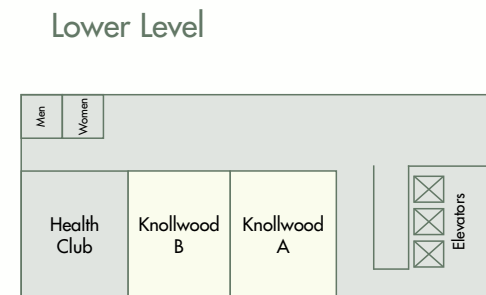 Lower Level
Men
Women
Health
Club
Knollwood
B
Knollwood
A
Elevators